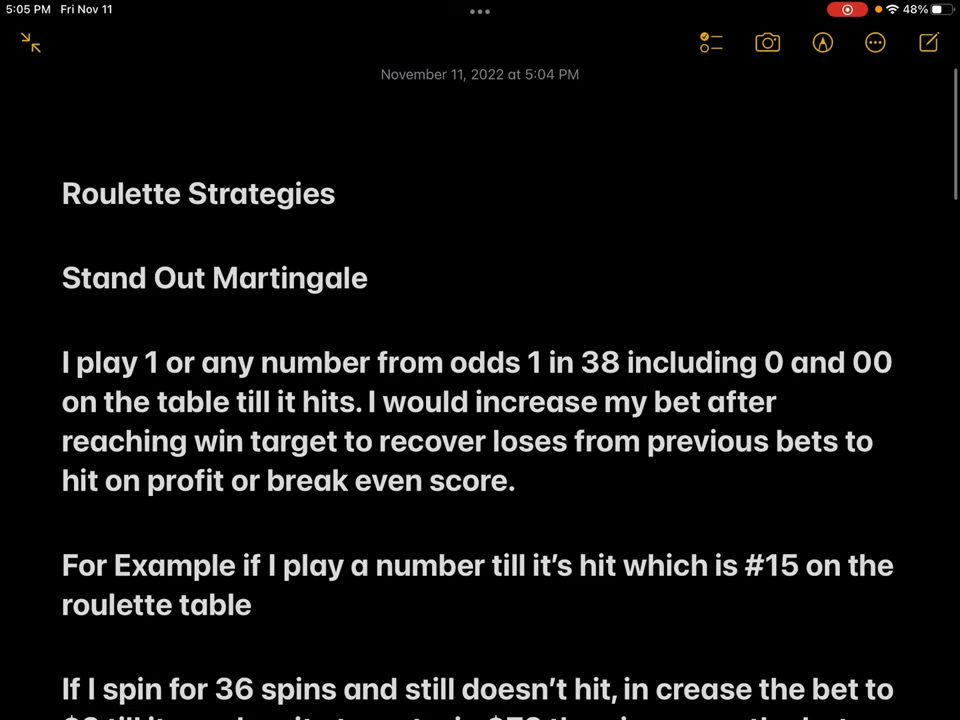 5:05 PM Fri Nov 11
48%
November 11, 2022 at 5:04 PM
Roulette Strategies
Stand Out Martingale
I play 1 or any number from odds 1 in 38 including 0 and 00
on the table till it hits. I would increase my bet after
reaching win target to recover loses from previous bets to
hit on profit or break even score.
For Example if I play a number till it’s hit which is #15 on the
roulette table
If I spin for 36 spins and still doesn’t hit, in crease the bet to